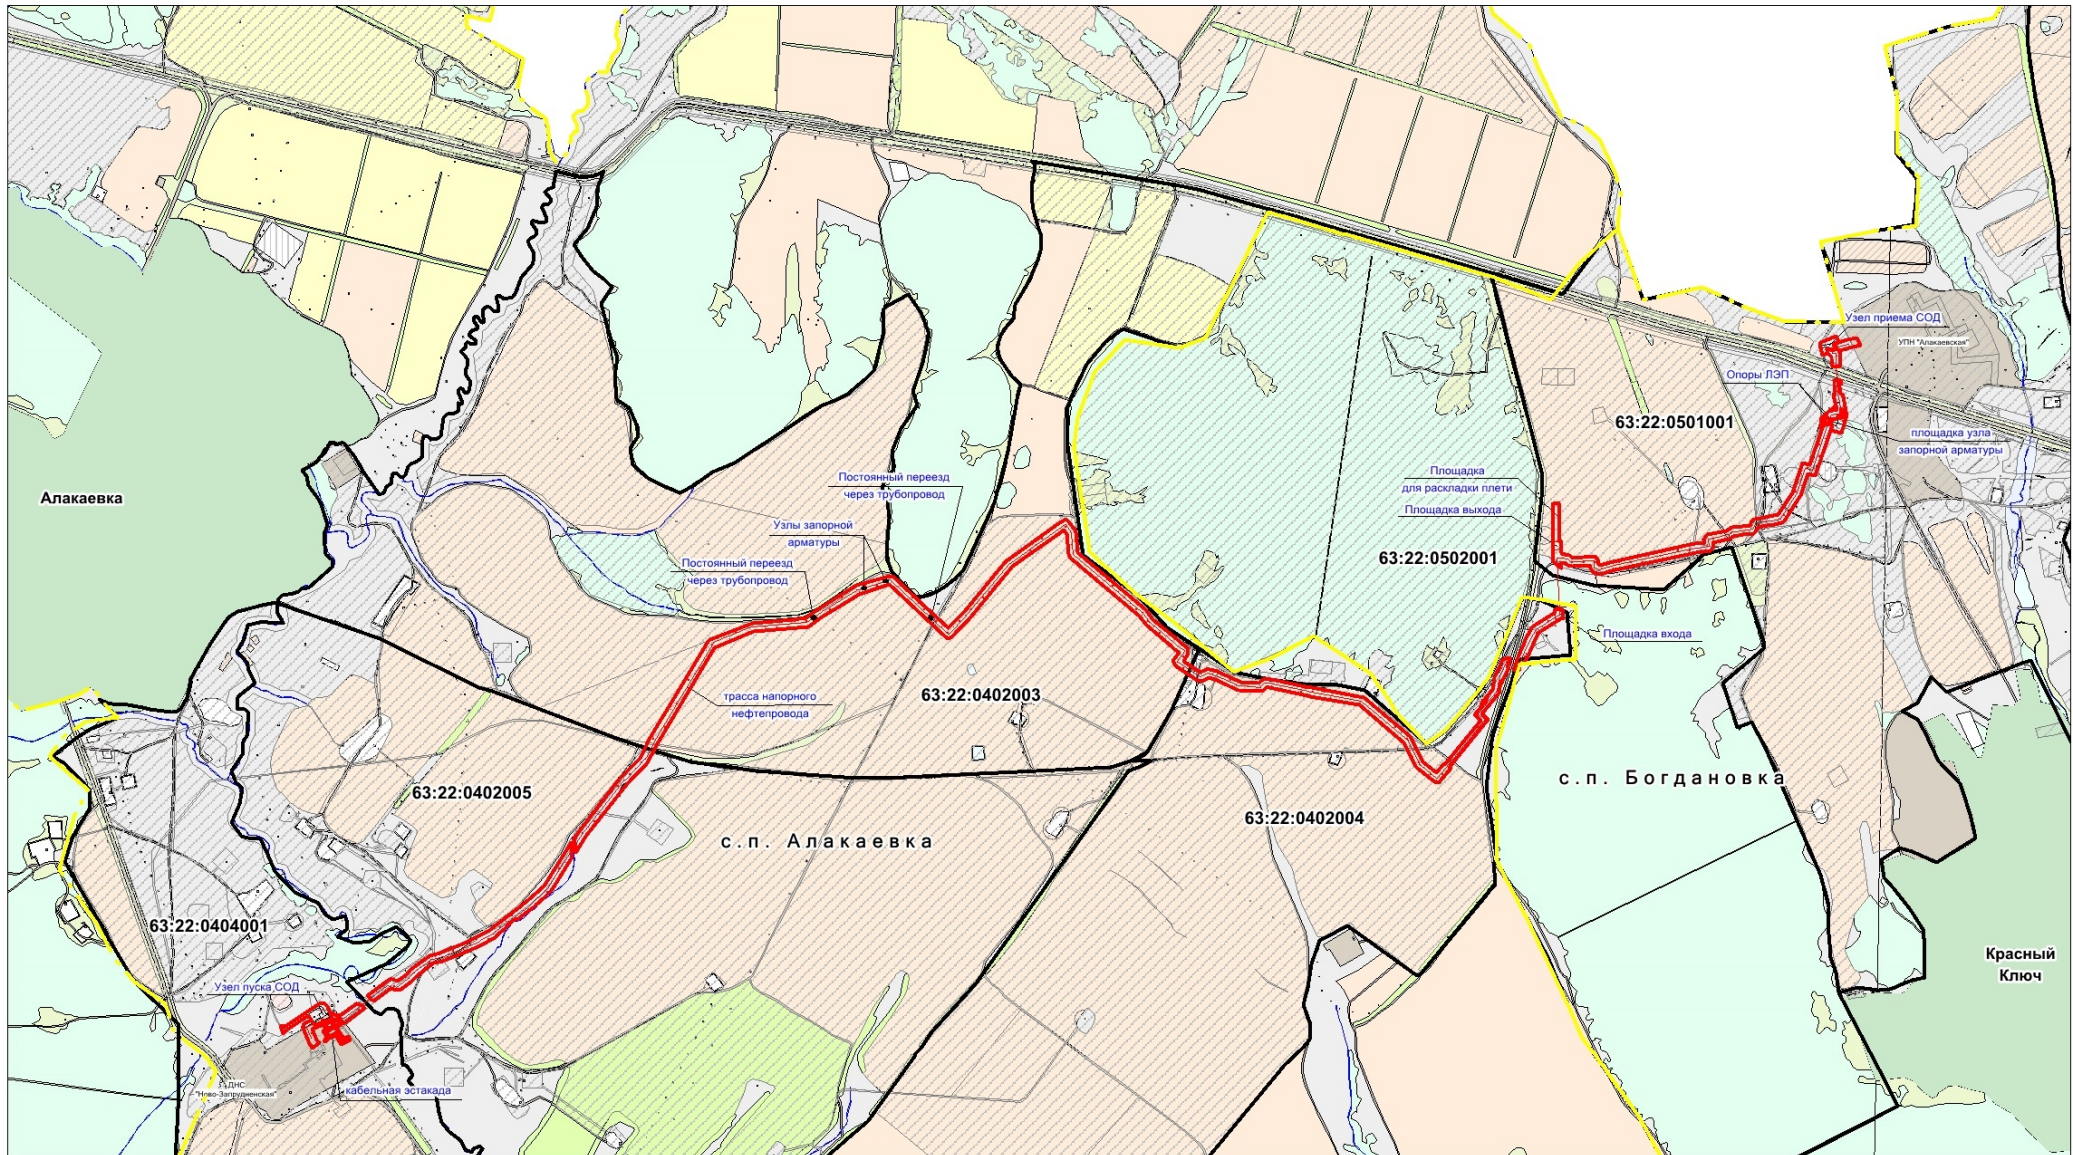 Узел приема СОД
УПН "Алакаевская"
Опоры ЛЭП
63:22:0501001
площадка узла
запорной арматуры
Алакаевка
Постоянный переезд
через трубопровод
Площадка
для раскладки плети
Площадка выхода
Узлы запорной
арматуры
63:22:0502001
Постоянный переезд
через трубопровод
Площадка входа
трасса напорного
нефтепровода
63:22:0402003
с.п. Богдановка
63:22:0402005
63:22:0402004
с.п. Алакаевка
63:22:0404001
Красный
Ключ
Узел пуска СОД
ДНС
"Ново-Запрудненская"
кабельная эстакада